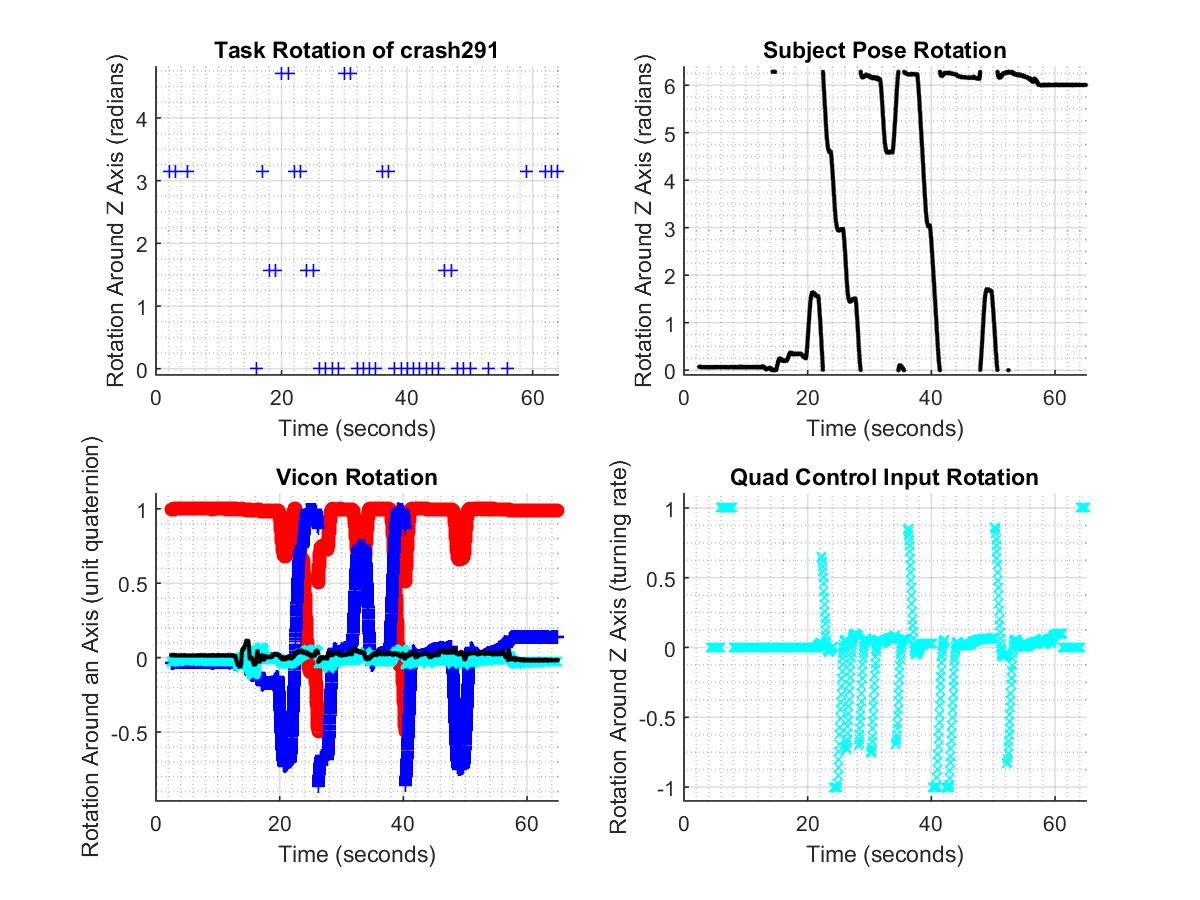 Task Rotation of crash291
Rotation Around Z Axis (radians)
4
3
2
1
0
0 20 40 60
Time (seconds)
Subject Pose Rotation
Rotation Around Z Axis (radians)
6
5
4
3
2
1
0
0 20 40 60
Time (seconds)
Vicon Rotation
Rotation Around an Axis (unit quaternion)
1
0.5
0
-0.5
0 20 40 60
Time (seconds)
Quad Control Input Rotation
Rotation Around Z Axis (turning rate)
1
0.5
0
-0.5
-1
0 20 40 60
Time (seconds)